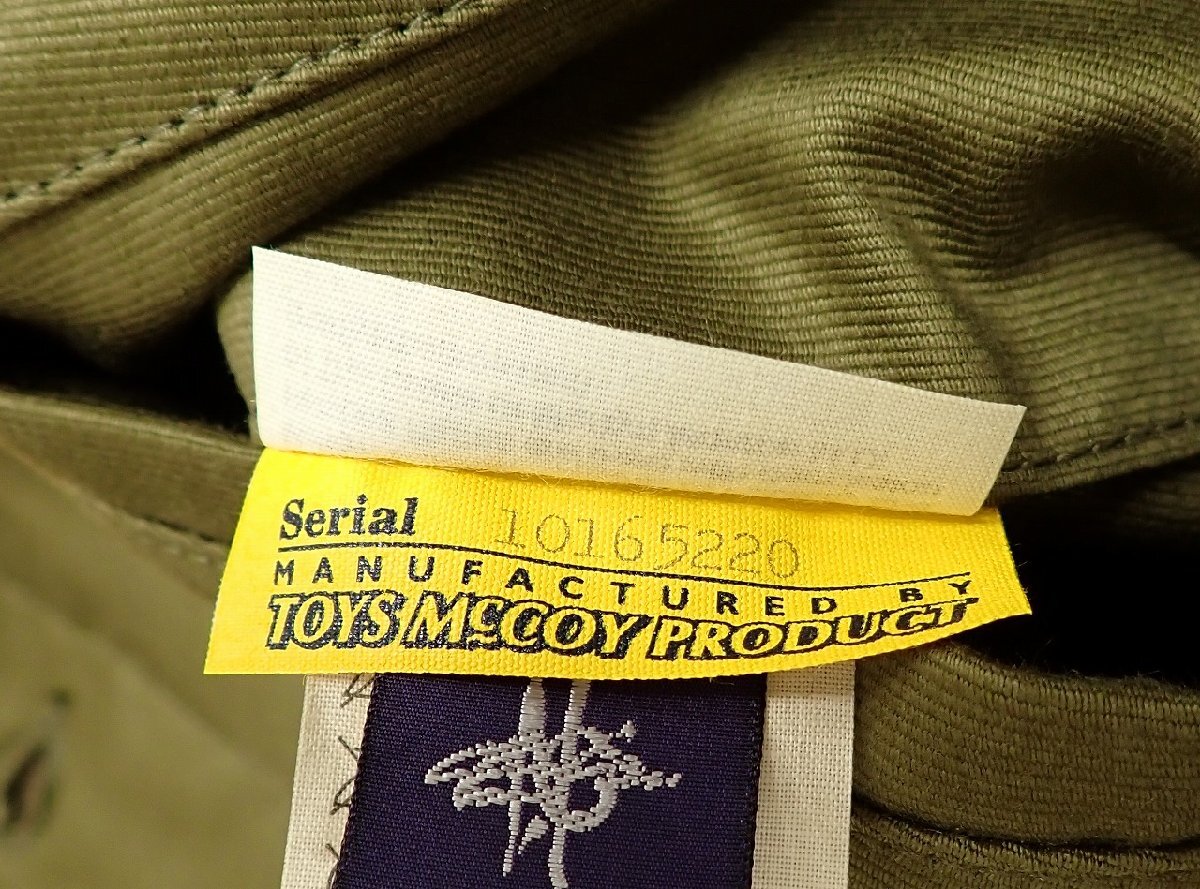 Serial 10165220
MANUFACTURED BY
TOYS McCOY PRODUCT